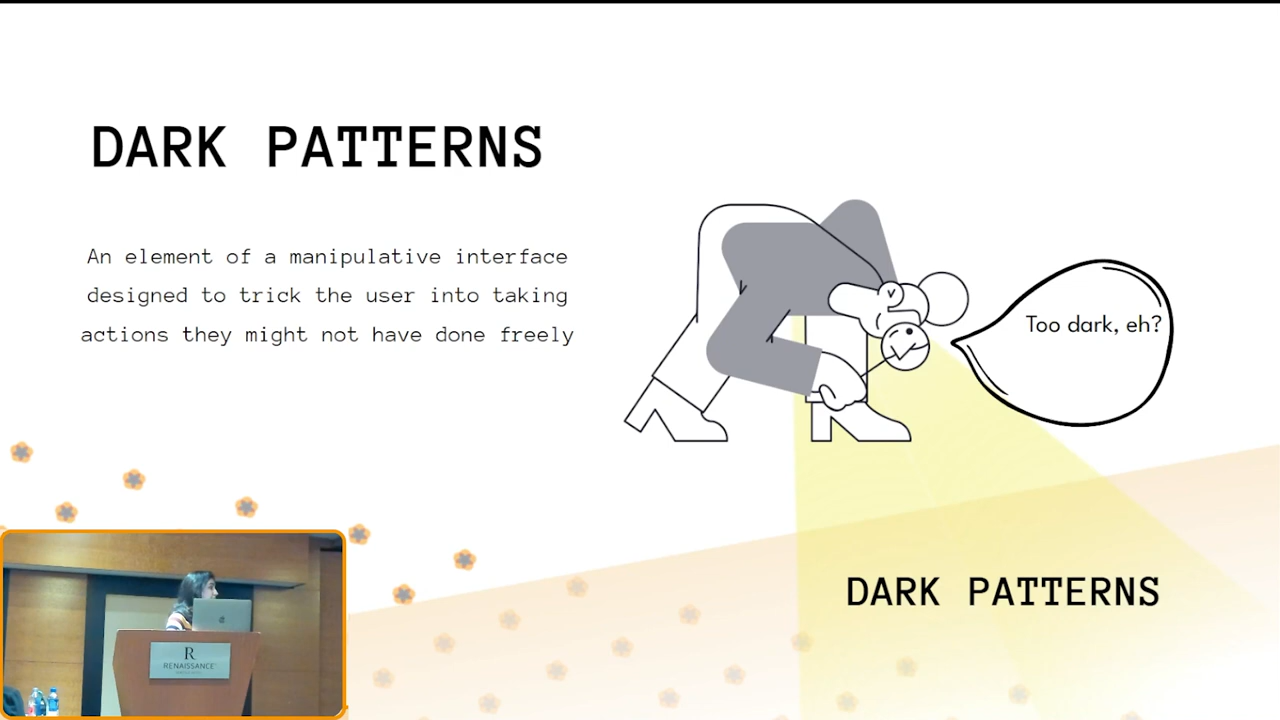 DARK PATTERNS
An element of a manipulative interface
designed to trick the user into taking
actions they might not have done freely
Too dark, eh?
DARK PATTERNS
R
RENAISSANCE